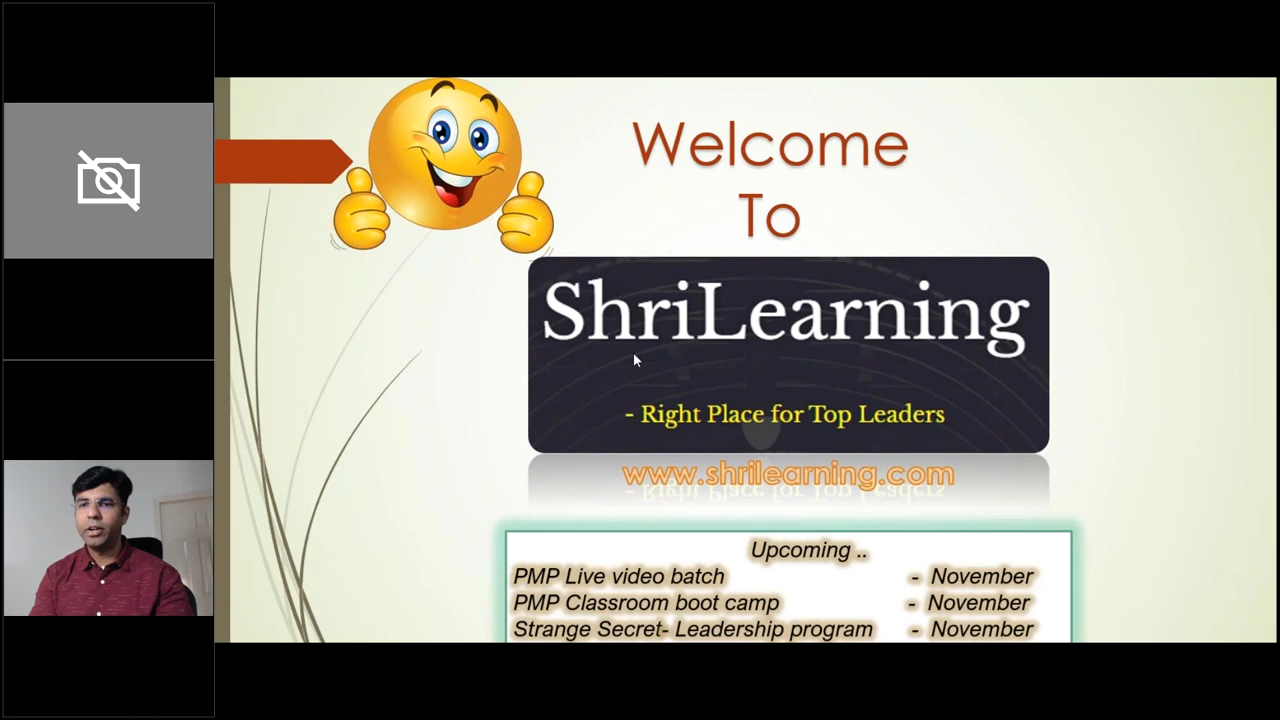 Welcome
To
ShriLearning
- Right Place for Top Leaders
www.shrilearning.com
Upcoming ..
PMP Live video batch - November
PMP Classroom boot camp - November
Strange Secret- Leadership program - November